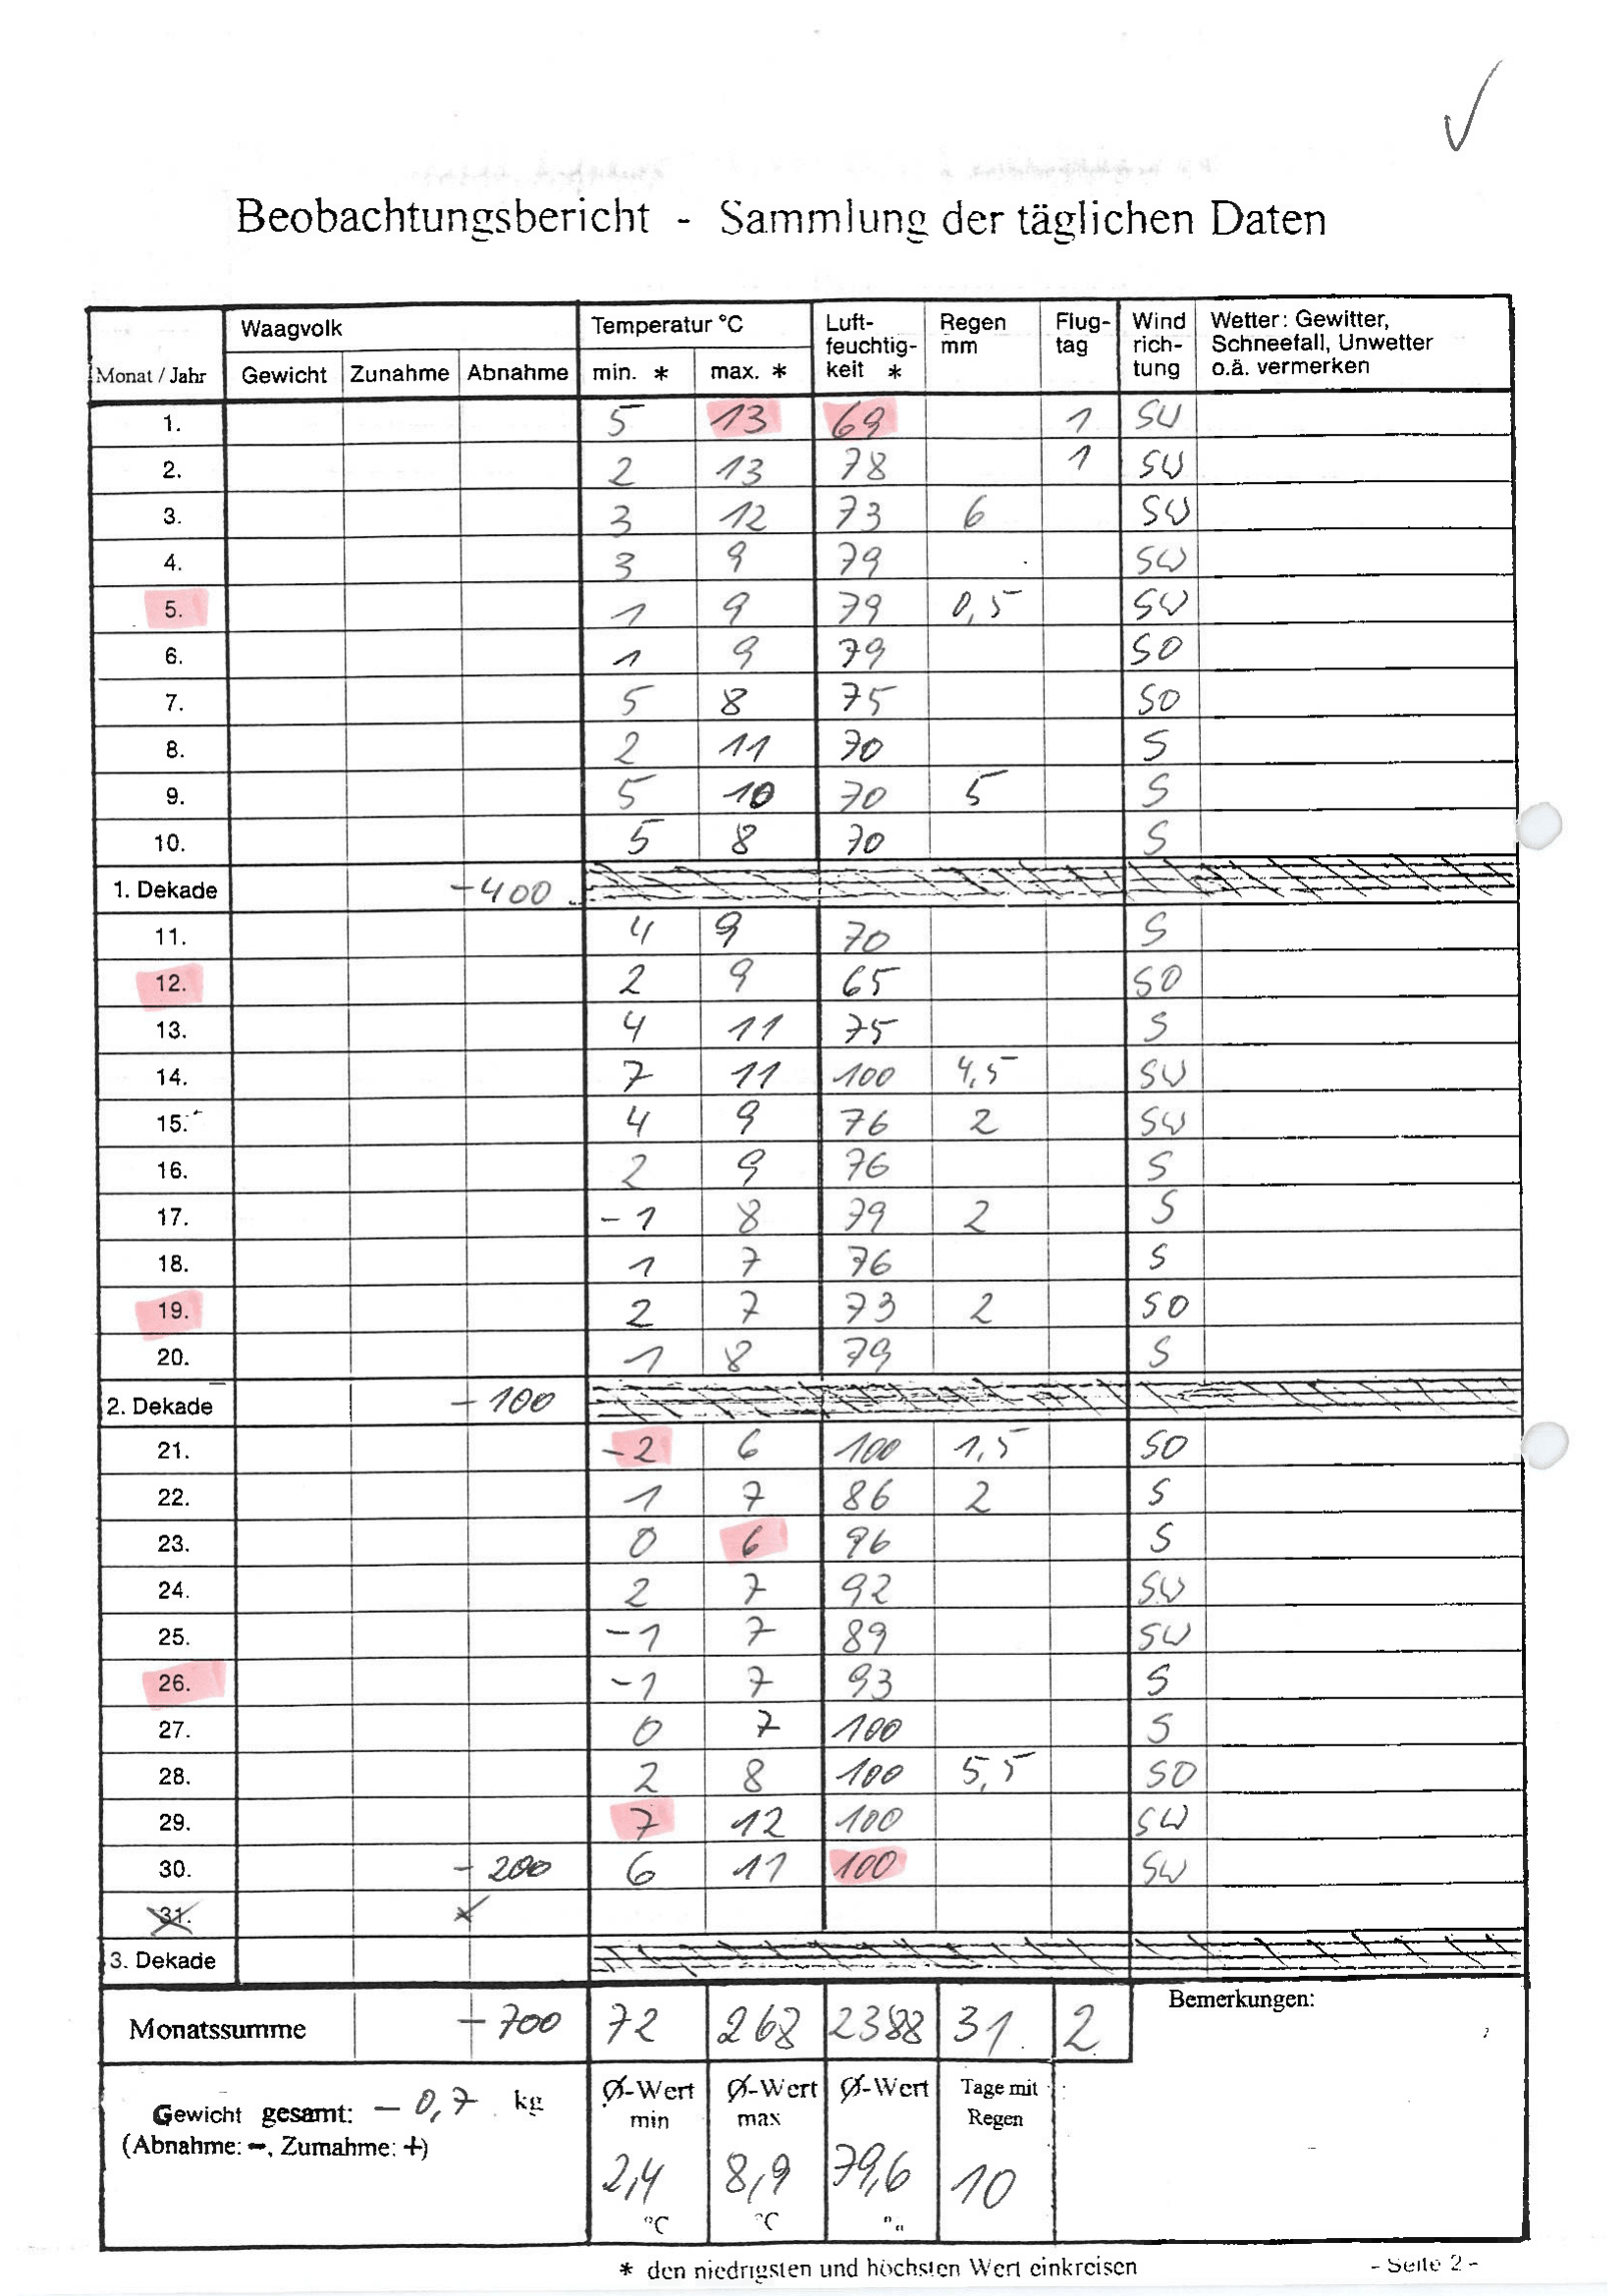 Beobachtungsbericht - Sammlung der täglichen Daten
Monat / Jahr Waagvolk Temperatur °C Luft-feuchtig-keit * Regen mm Flug-tag Wind rich-tung Wetter: Gewitter, Schneefall, Unwetter o.ä. vermerken
Gewicht Zunahme Abnahme min. * max. *
1. 5 13 69 1 SW
2. 2 13 78 1 SW
3. 3 12 73 6 SW
4. 3 9 79 SW
5. 1 9 79 0,5 SW
6. 1 9 79 SO
7. 5 8 75 SO
8. 2 11 70 S
9. 5 10 70 5 S
10. 5 8 70 S
1. Dekade -400
11. 4 9 70 S
12. 2 9 65 SO
13. 4 11 75 S
14. 7 11 100 4,5 SW
15. 4 9 76 2 SW
16. 2 9 76 S
17. -1 8 79 2 S
18. 1 7 76 S
19. 2 7 73 2 SO
20. 1 8 79 S
2. Dekade -100
21. -2 6 100 1,5 SO
22. 1 7 86 2 S
23. 0 6 96 S
24. 2 7 92 SW
25. -1 7 89 SW
26. -1 7 93 S
27. 0 7 100 S
28. 2 8 100 5,5 SO
29. 7 12 100 SW
30. -200 6 11 100 SW
31.
3. Dekade
Monatssumme -700 72 268 2388 31 2
Bemerkungen:
Gewicht gesamt: -0,7 kg
(Abnahme: -, Zumahme: +)
Ø-Wert min Ø-Wert max Ø-Wert Tage mit Regen
2,4 8,9 79,6 10
°C °C
* den niedrigsten und höchsten Wert einkreisen
- Seite 2 -